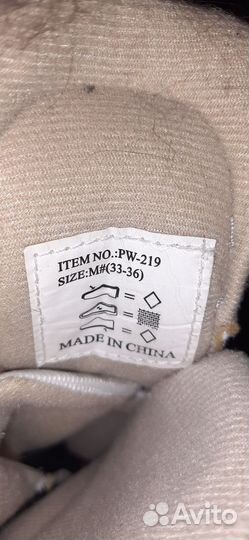 ITEM NO.:PW-219
SIZE:M#(33-36)
MADE IN CHINA
Avito